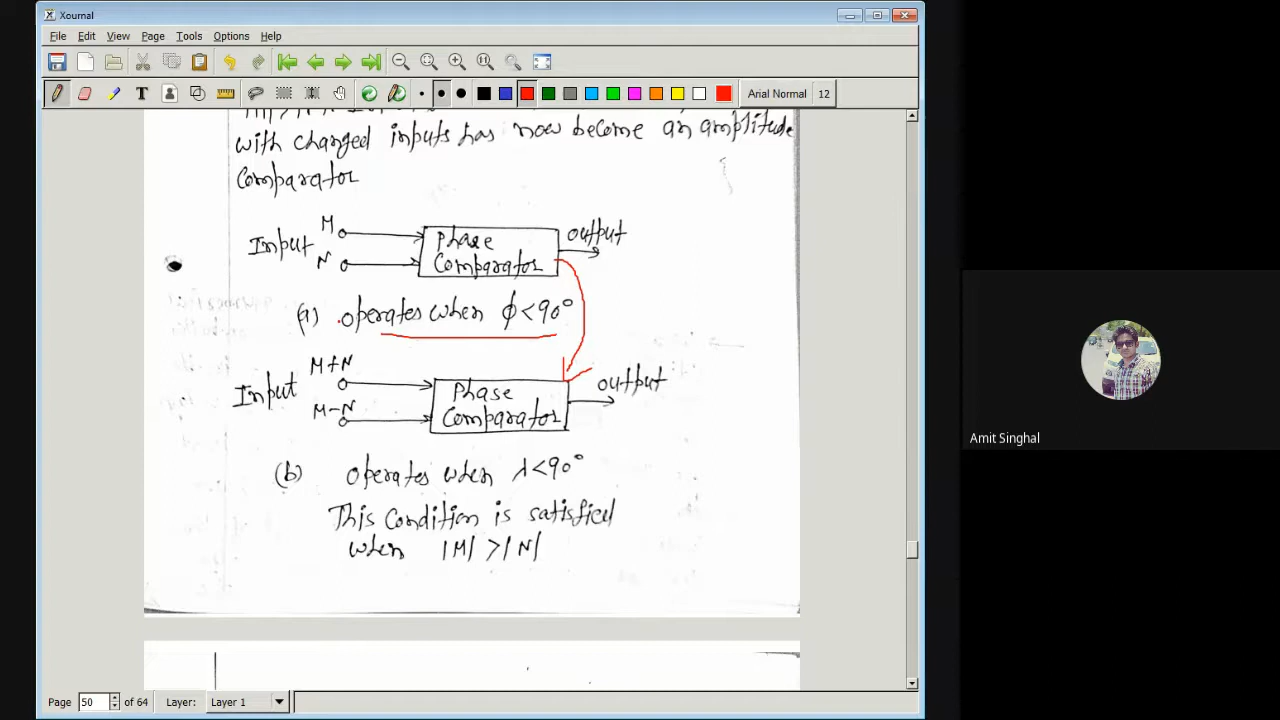 Xournal
File Edit View Page Tools Options Help
Arial Normal 12
with changed inputs has now become an amplitude
Comparator
Input M N Phase Comparator output
(a) operates when ϕ<90°
Input M+N M-N Phase Comparator output
(b) operates when λ<90°
This Condition is satisfied
when |M|>|N|
Amit Singhal
Page 50 of 64 Layer: Layer 1